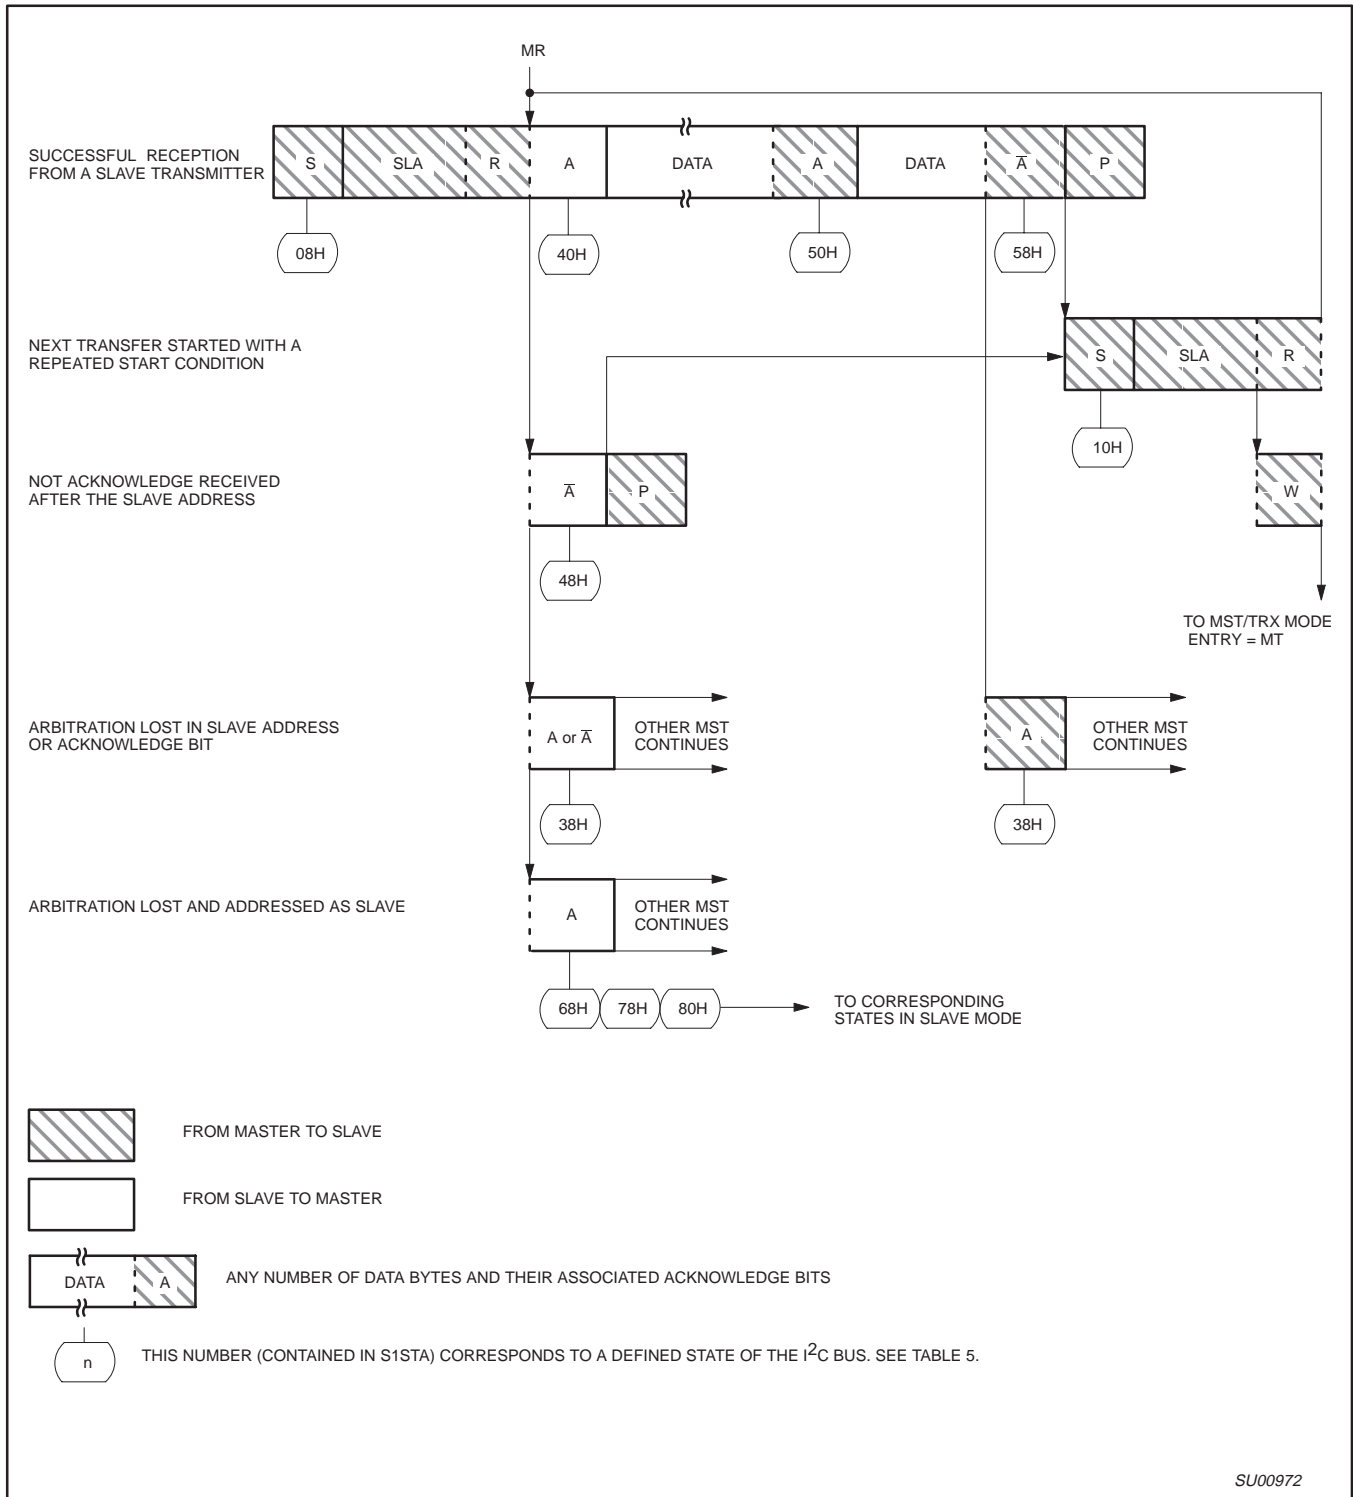 MR
SUCCESSFUL RECEPTION
FROM A SLAVE TRANSMITTER
S SLA R A DATA A DATA A̅ P
08H 40H 50H 58H
NEXT TRANSFER STARTED WITH A
REPEATED START CONDITION
S SLA R
10H
NOT ACKNOWLEDGE RECEIVED
AFTER THE SLAVE ADDRESS
A̅ P
W
48H
TO MST/TRX MODE
ENTRY = MT
ARBITRATION LOST IN SLAVE ADDRESS
OR ACKNOWLEDGE BIT
A or A̅
OTHER MST
CONTINUES
A
OTHER MST
CONTINUES
38H 38H
ARBITRATION LOST AND ADDRESSED AS SLAVE
A
OTHER MST
CONTINUES
68H 78H 80H
TO CORRESPONDING
STATES IN SLAVE MODE
FROM MASTER TO SLAVE
FROM SLAVE TO MASTER
DATA A
ANY NUMBER OF DATA BYTES AND THEIR ASSOCIATED ACKNOWLEDGE BITS
n
THIS NUMBER (CONTAINED IN S1STA) CORRESPONDS TO A DEFINED STATE OF THE I²C BUS. SEE TABLE 5.
SU00972